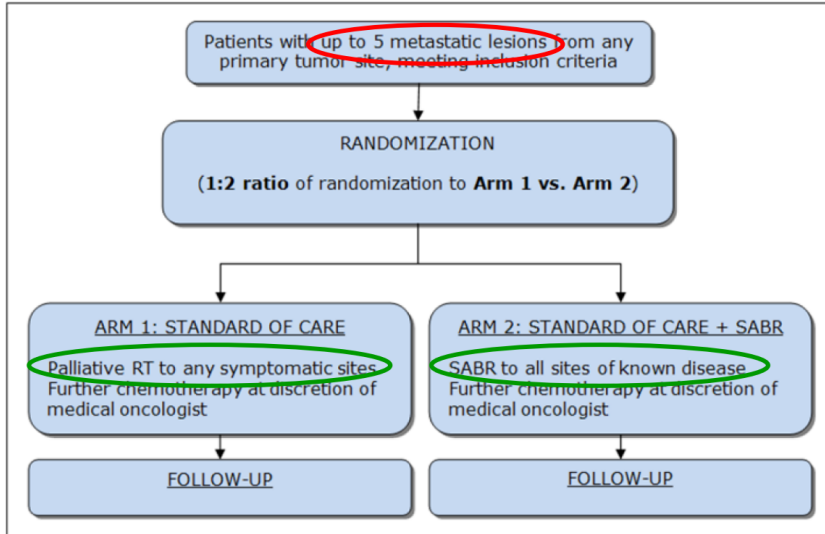 Patients with up to 5 metastatic lesions from any
primary tumor site, meeting inclusion criteria
RANDOMIZATION
(1:2 ratio of randomization to Arm 1 vs. Arm 2)
ARM 1: STANDARD OF CARE
Palliative RT to any symptomatic sites
Further chemotherapy at discretion of
medical oncologist
ARM 2: STANDARD OF CARE + SABR
SABR to all sites of known disease
Further chemotherapy at discretion of
medical oncologist
FOLLOW-UP
FOLLOW-UP